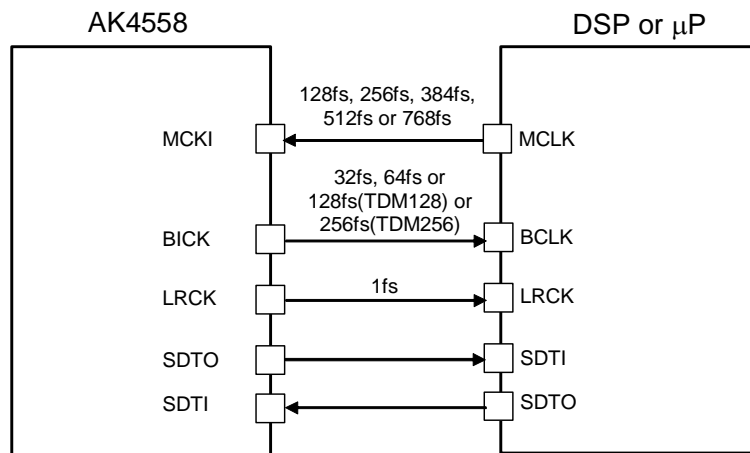 AK4558
DSP or μP
128fs, 256fs, 384fs,
512fs or 768fs
MCKI
MCLK
32fs, 64fs or
128fs(TDM128) or
256fs(TDM256)
BICK
BCLK
LRCK
1fs
LRCK
SDTO
SDTI
SDTI
SDTO